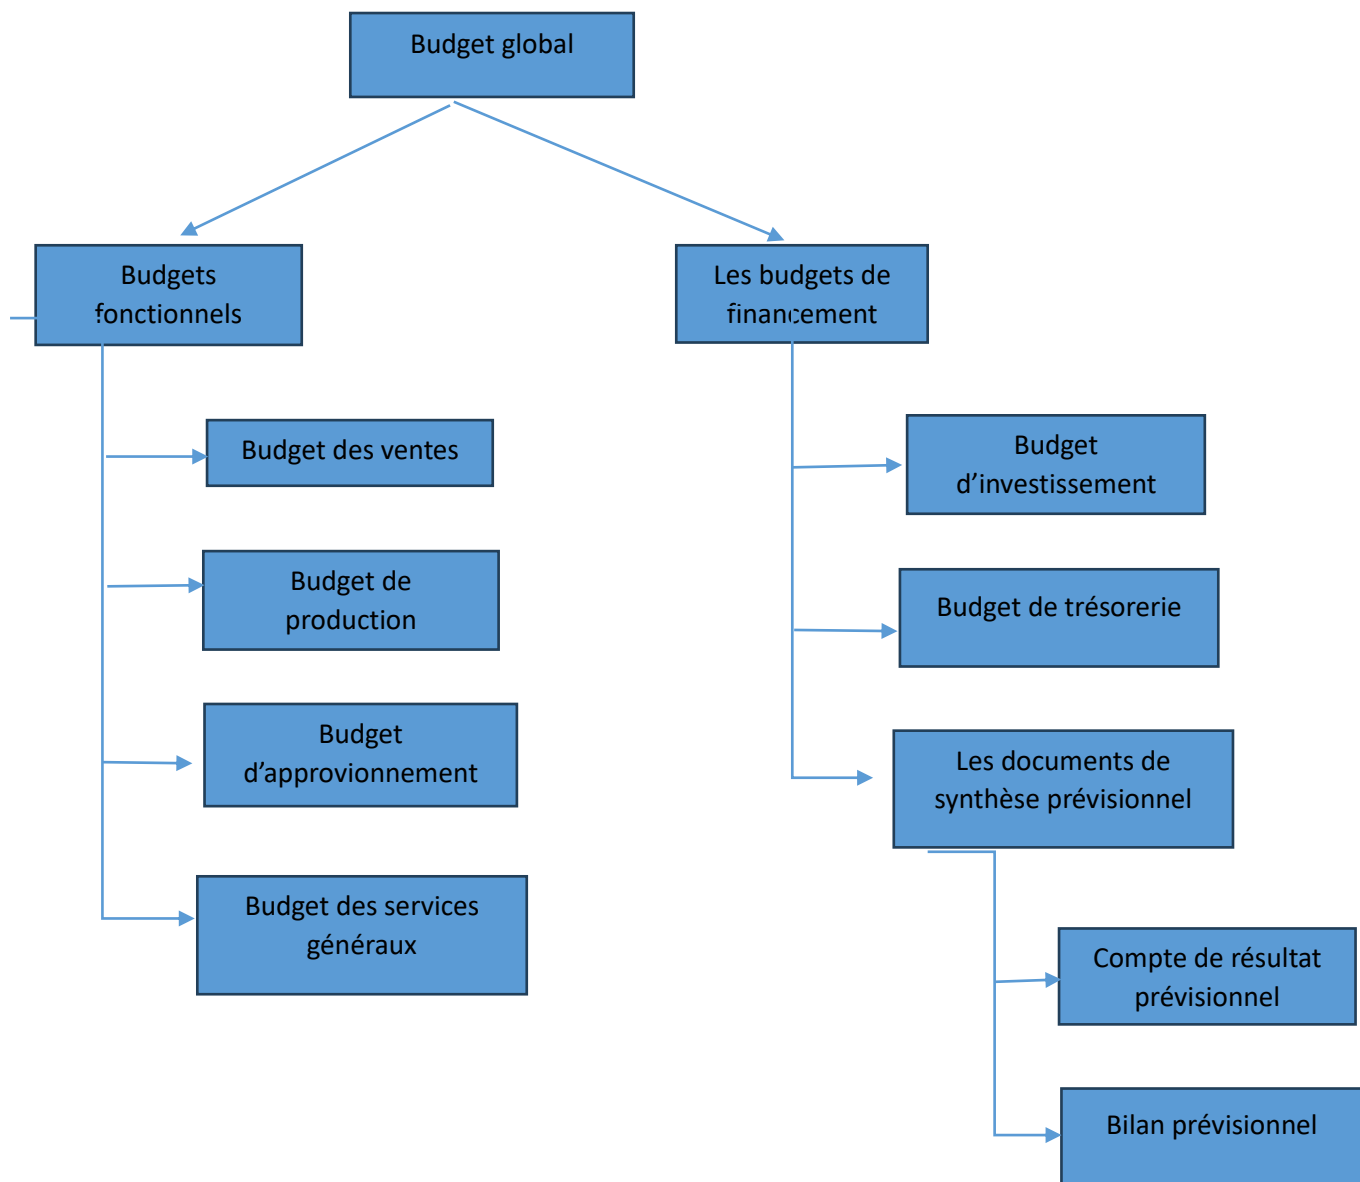 Budget global
Budgets
fonctionnels
Les budgets de
financement
Budget des ventes
Budget de
production
Budget
d'approvionnement
Budget des services
généraux
Budget
d'investissement
Budget de trésorerie
Les documents de
synthèse prévisionnel
Compte de résultat
prévisionnel
Bilan prévisionnel